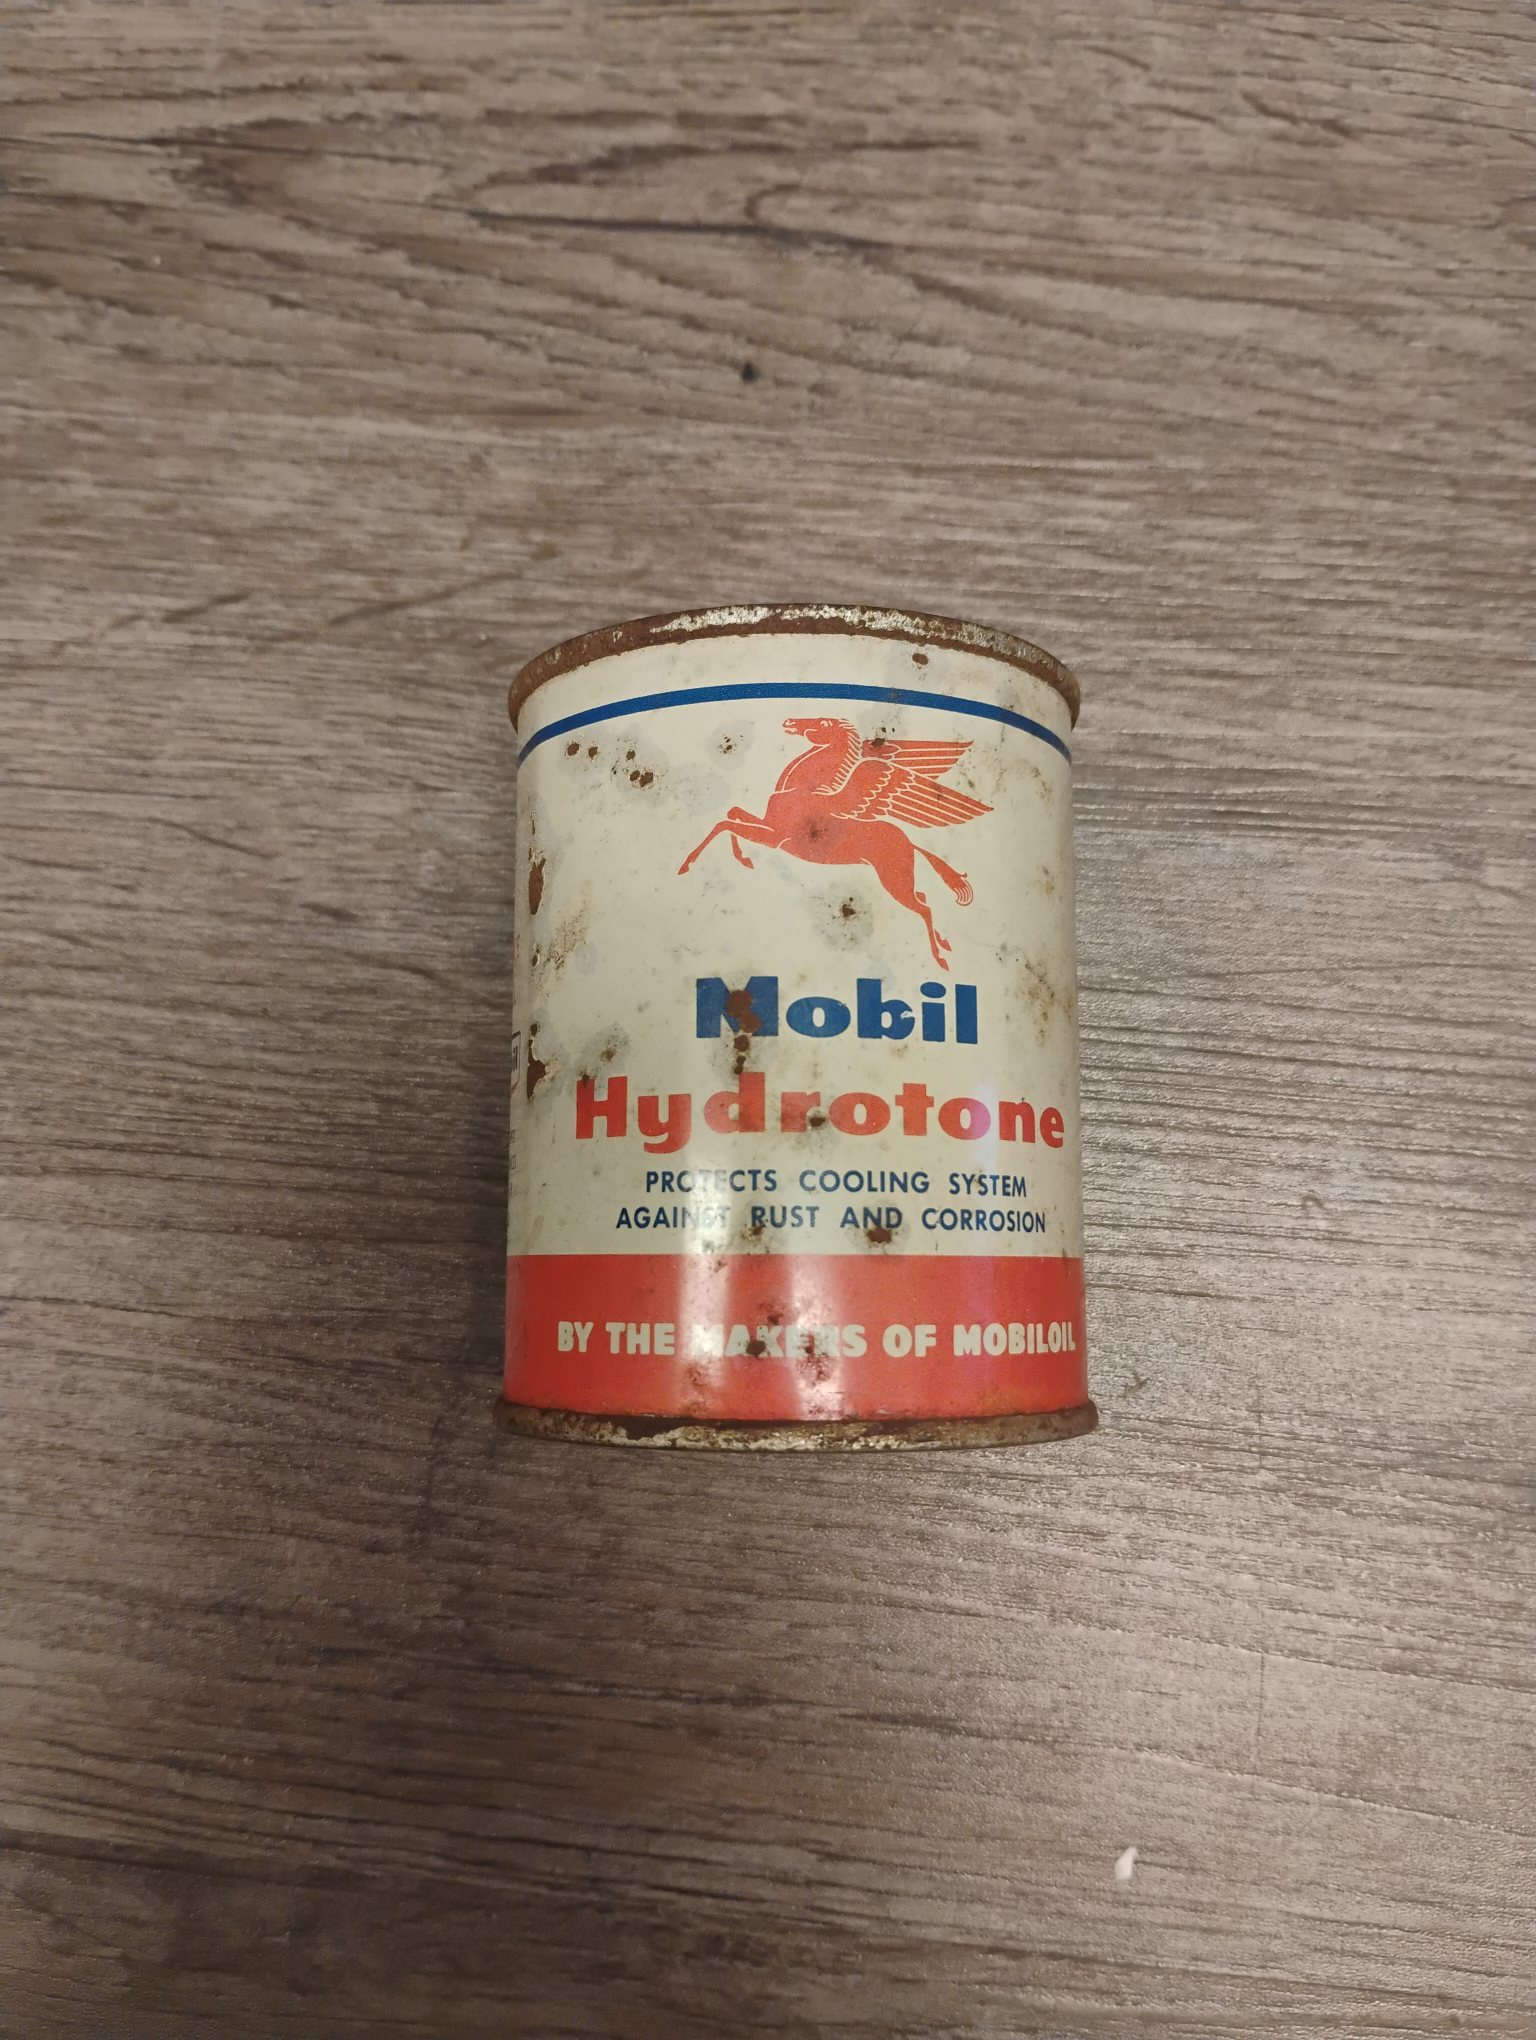 Mobil
Hydrotone
PROTECTS COOLING SYSTEM
AGAINST RUST AND CORROSION
BY THE MAKERS OF MOBILOIL